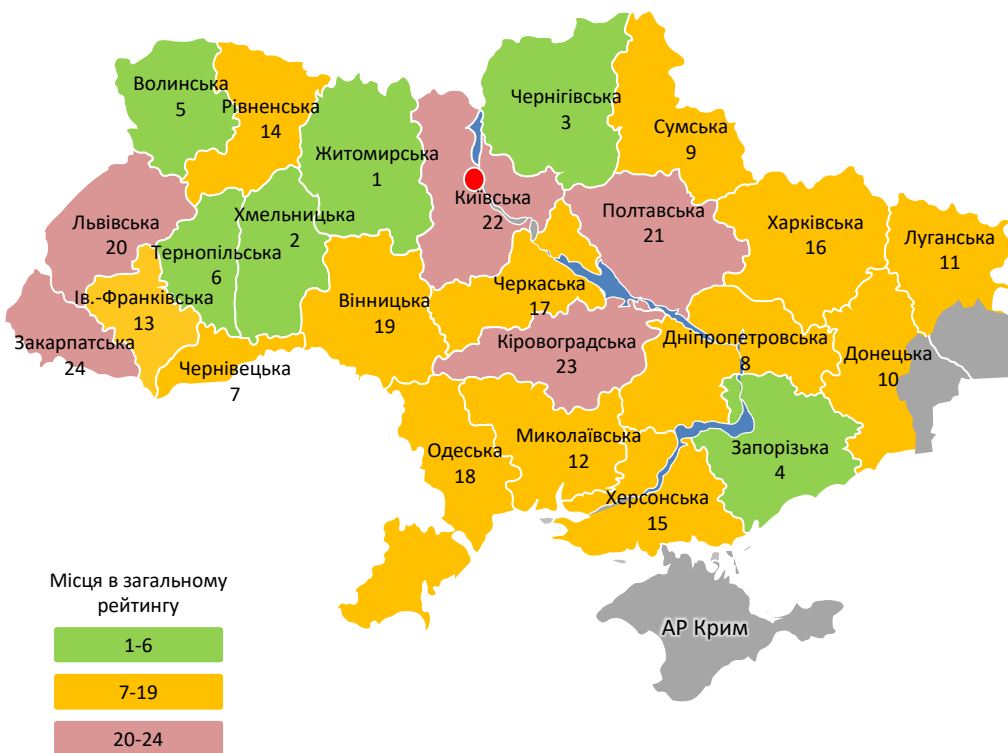 Волинська
5
Рівненська
14
Житомирська
1
Чернігівська
3
Сумська
9
Київська
22
Львівська
20
Тернопільська
6
Хмельницька
2
Полтавська
21
Харківська
16
Луганська
11
Ів.-Франківська
13
Вінницька
19
Черкаська
17
Закарпатська
24
Чернівецька
7
Кіровоградська
23
Дніпропетровська
8
Донецька
10
Одеська
18
Миколаївська
12
Запорізька
4
Херсонська
15
АР Крим
Місця в загальному
рейтингу
1-6
7-19
20-24